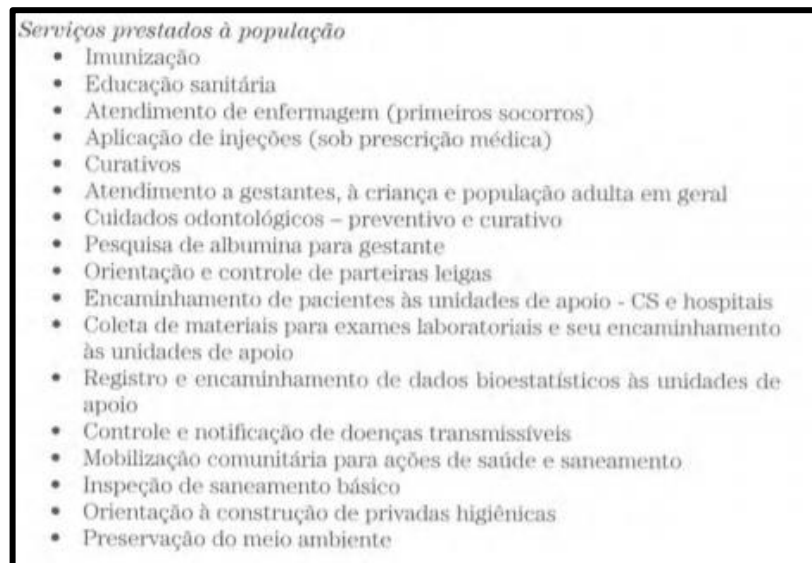 Serviços prestados à população
• Imunização
• Educação sanitária
• Atendimento de enfermagem (primeiros socorros)
• Aplicação de injeções (sob prescrição médica)
• Curativos
• Atendimento a gestantes, à criança e população adulta em geral
• Cuidados odontológicos – preventivo e curativo
• Pesquisa de albumina para gestante
• Orientação e controle de parteiras leigas
• Encaminhamento de pacientes às unidades de apoio - CS e hospitais
• Coleta de materiais para exames laboratoriais e seu encaminhamento
às unidades de apoio
• Registro e encaminhamento de dados bioestatísticos às unidades de
apoio
• Controle e notificação de doenças transmissíveis
• Mobilização comunitária para ações de saúde e saneamento
• Inspeção de saneamento básico
• Orientação à construção de privadas higiênicas
• Preservação do meio ambiente